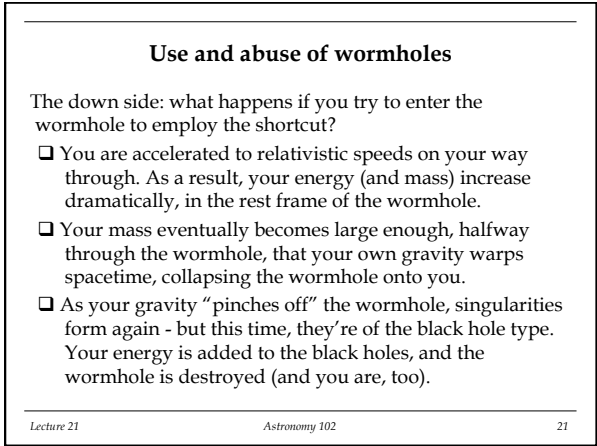 Use and abuse of wormholes
The down side: what happens if you try to enter the
wormhole to employ the shortcut?
❑ You are accelerated to relativistic speeds on your way
through. As a result, your energy (and mass) increase
dramatically, in the rest frame of the wormhole.
❑ Your mass eventually becomes large enough, halfway
through the wormhole, that your own gravity warps
spacetime, collapsing the wormhole onto you.
❑ As your gravity “pinches off” the wormhole, singularities
form again - but this time, they’re of the black hole type.
Your energy is added to the black holes, and the
wormhole is destroyed (and you are, too).
Lecture 21 Astronomy 102 21